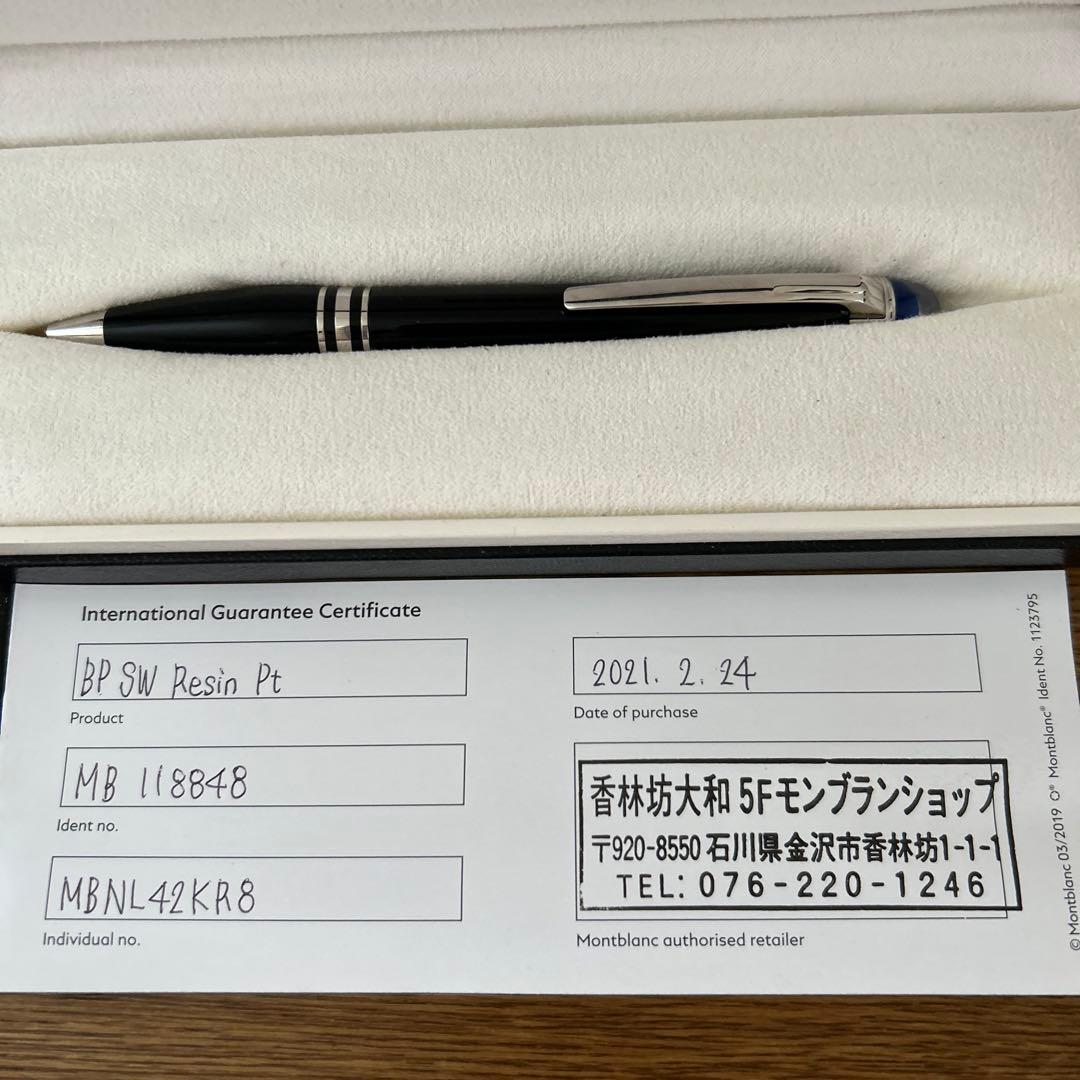 International Guarantee Certificate
BP SW Resin Pt
Product
MB 118848
Ident no.
MBNL42KR8
Individual no.
2021. 2. 24
Date of purchase
香林坊大和 5Fモンブランショップ
〒920-8550 石川県金沢市香林坊1-1-1
TEL: 076-220-1246
Montblanc authorised retailer
© Montblanc 03/2019 O® Montblanc® Ident No. 1123795